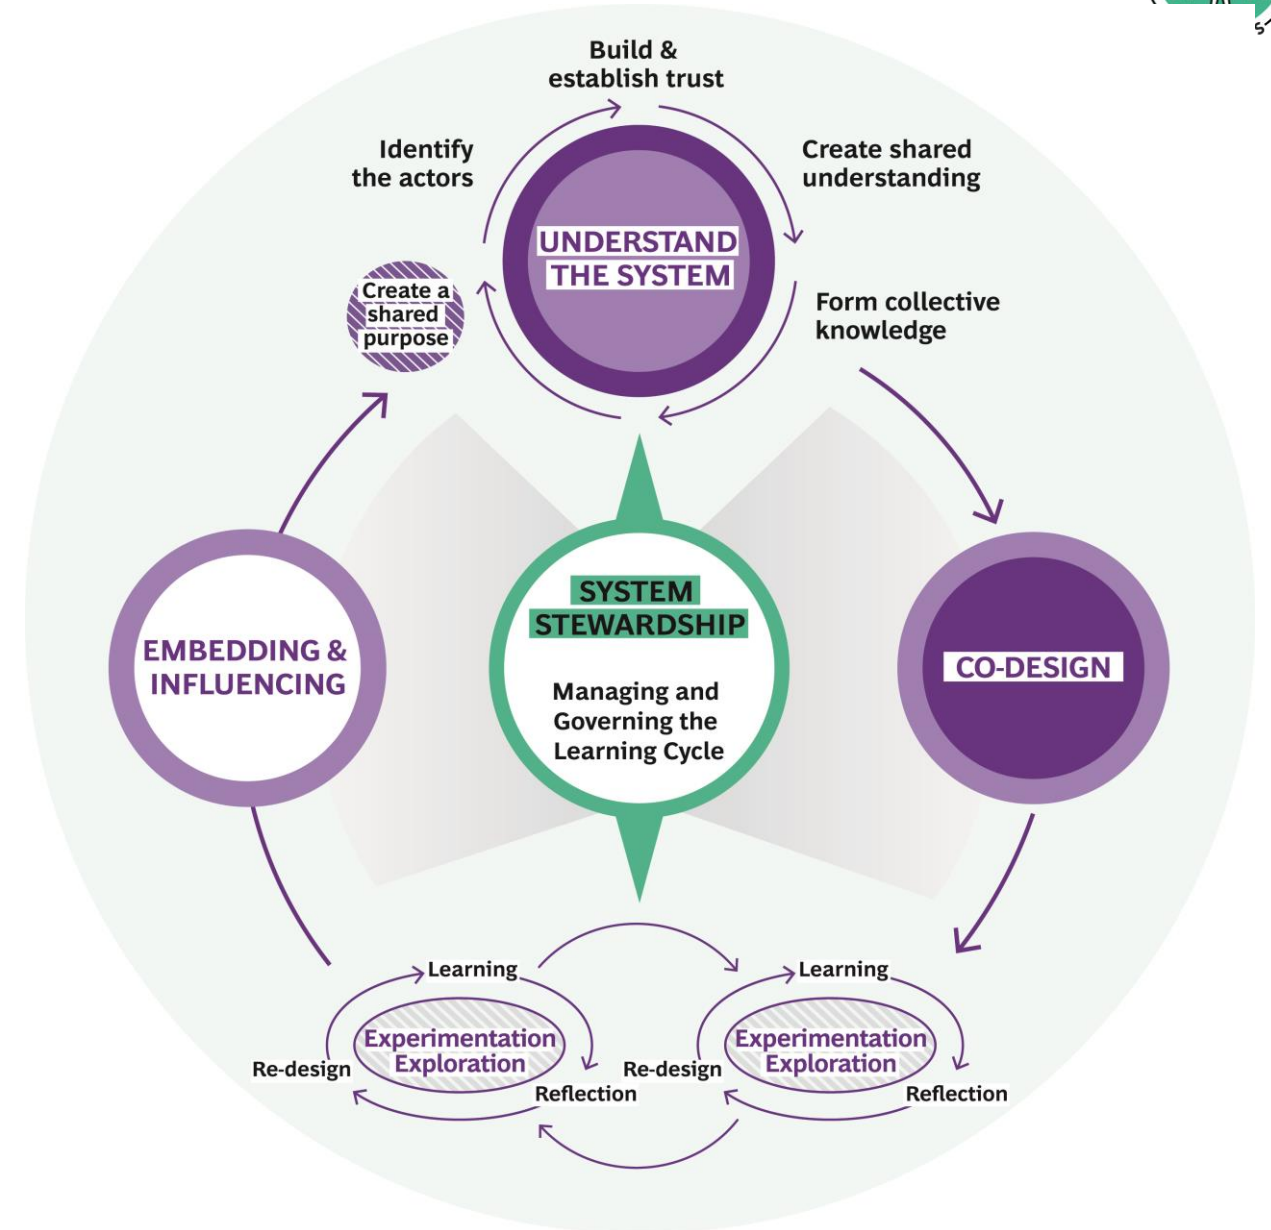 Build &
establish trust
Identify
the actors
Create shared
understanding
UNDERSTAND
THE SYSTEM
Create a
shared
purpose
Form collective
knowledge
SYSTEM
STEWARDSHIP
Managing and
Governing the
Learning Cycle
EMBEDDING &
INFLUENCING
CO-DESIGN
Learning
Experimentation
Exploration
Re-design
Reflection
Learning
Experimentation
Exploration
Re-design
Reflection